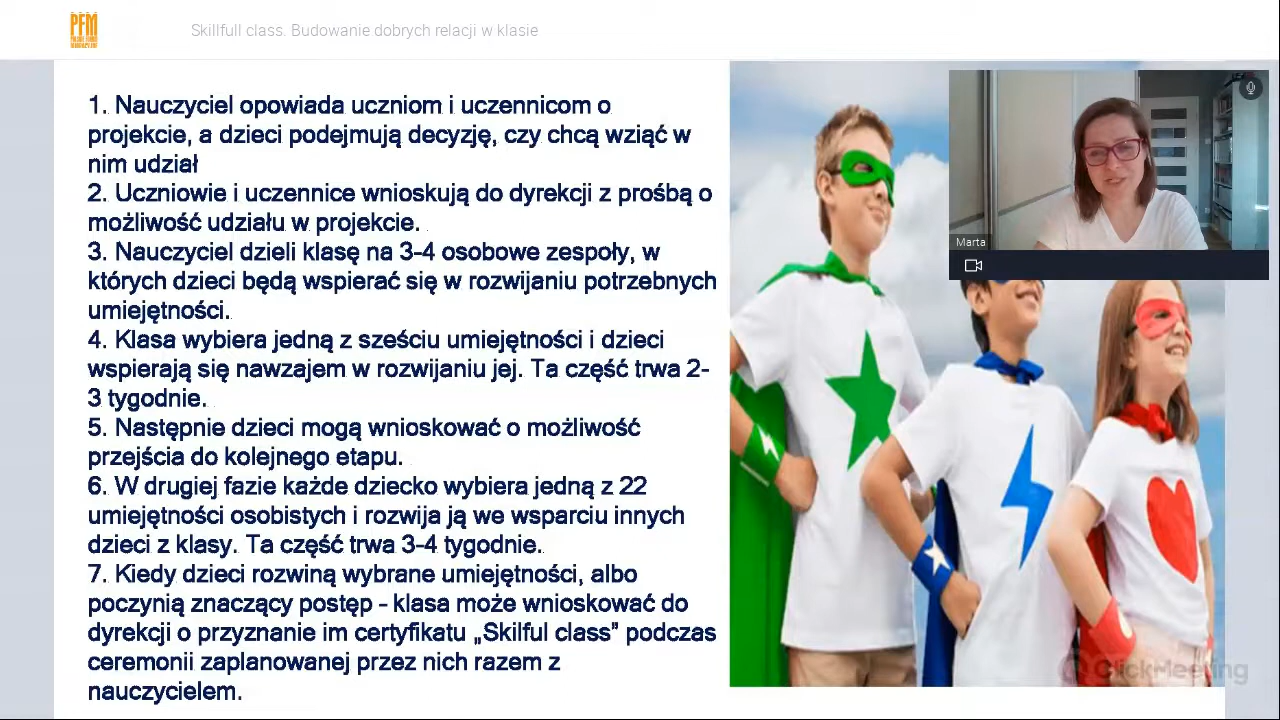 PFM
Skillfull class. Budowanie dobrych relacji w klasie
1. Nauczyciel opowiada uczniom i uczennicom o
projekcie, a dzieci podejmują decyzję, czy chcą wziąć w
nim udział
2. Uczniowie i uczennice wnioskują do dyrekcji z prośbą o
możliwość udziału w projekcie.
3. Nauczyciel dzieli klasę na 3-4 osobowe zespoły, w
których dzieci będą wspierać się w rozwijaniu potrzebnych
umiejętności.
4. Klasa wybiera jedną z sześciu umiejętności i dzieci
wspierają się nawzajem w rozwijaniu jej. Ta część trwa 2-
3 tygodnie.
5. Następnie dzieci mogą wnioskować o możliwość
przejścia do kolejnego etapu.
6. W drugiej fazie każde dziecko wybiera jedną z 22
umiejętności osobistych i rozwija ją we wsparciu innych
dzieci z klasy. Ta część trwa 3-4 tygodnie.
7. Kiedy dzieci rozwiną wybrane umiejętności, albo
poczynią znaczący postęp - klasa może wnioskować do
dyrekcji o przyznanie im certyfikatu „Skilful class” podczas
ceremonii zaplanowanej przez nich razem z
nauczycielem.
Marta
ClickMeeting